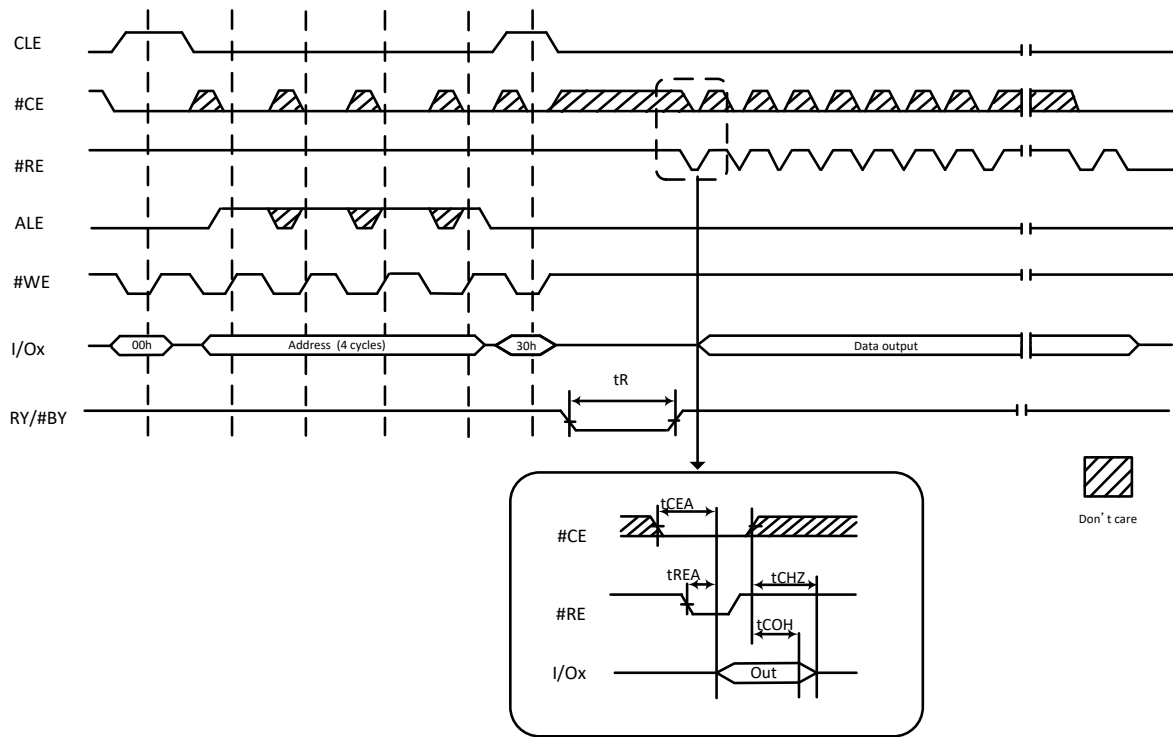 CLE
#CE
#RE
ALE
#WE
I/Ox
00h
Address (4 cycles)
30h
Data output
tR
RY/#BY
Don't care
tCEA
#CE
tREA
tCHZ
#RE
tCOH
I/Ox
Out